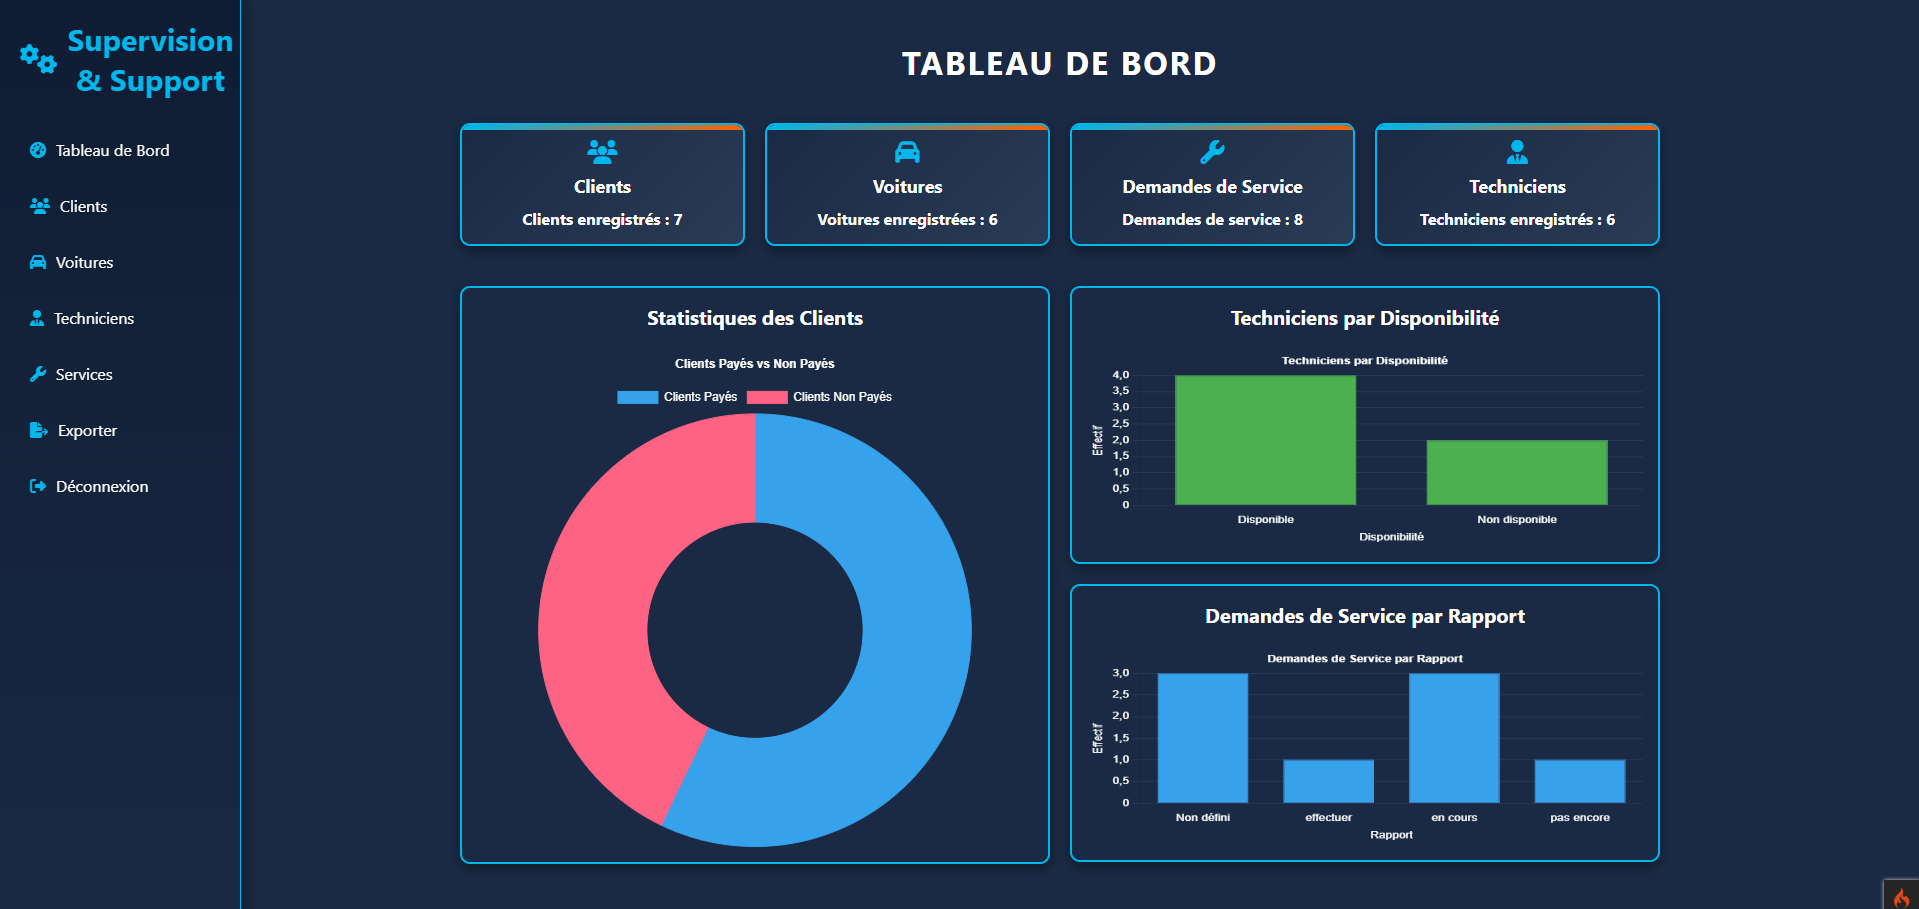 Supervision
& Support
Tableau de Bord
Clients
Voitures
Techniciens
Services
Exporter
Déconnexion
TABLEAU DE BORD
Clients
Clients enregistrés : 7
Voitures
Voitures enregistrées : 6
Demandes de Service
Demandes de service : 8
Techniciens
Techniciens enregistrés : 6
Statistiques des Clients
Clients Payés vs Non Payés
Clients Payés
Clients Non Payés
Techniciens par Disponibilité
Techniciens par Disponibilité
4,0
3,5
3,0
2,5
2,0
1,5
1,0
0,5
0
Effectif
Disponible
Non disponible
Disponibilité
Demandes de Service par Rapport
Demandes de Service par Rapport
3,0
2,5
2,0
1,5
1,0
0,5
0
Effectif
Non défini
effectuer
en cours
pas encore
Rapport